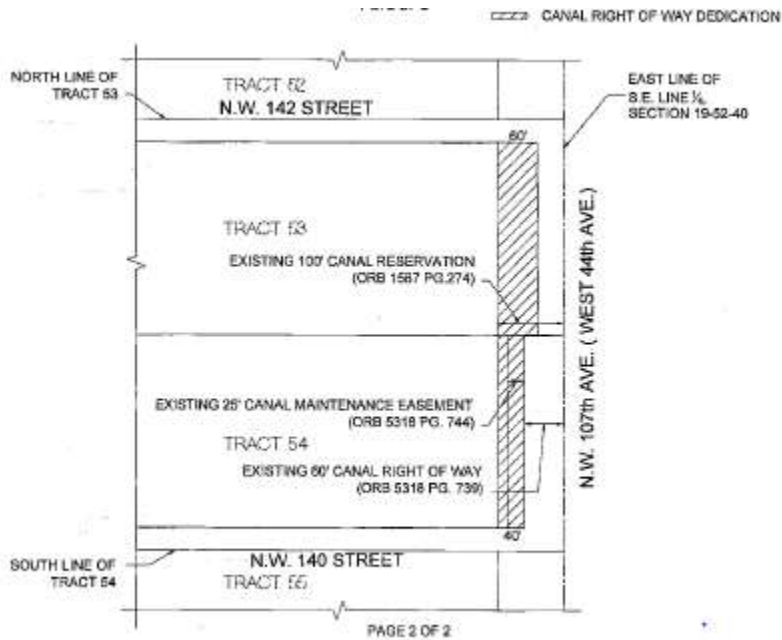 CANAL RIGHT OF WAY DEDICATION
NORTH LINE OF
TRACT 53
TRACT 52
N.W. 142 STREET
EAST LINE OF
S.E. LINE ¼,
SECTION 19-52-40
60'
TRACT 53
EXISTING 100' CANAL RESERVATION
(ORB 1587 PG.274)
N.W. 107th AVE. ( WEST 44th AVE.)
EXISTING 25' CANAL MAINTENANCE EASEMENT
(ORB 5318 PG. 744)
TRACT 54
EXISTING 60' CANAL RIGHT OF WAY
(ORB 5318 PG. 739)
40'
SOUTH LINE OF
TRACT 54
N.W. 140 STREET
TRACT 55
PAGE 2 OF 2